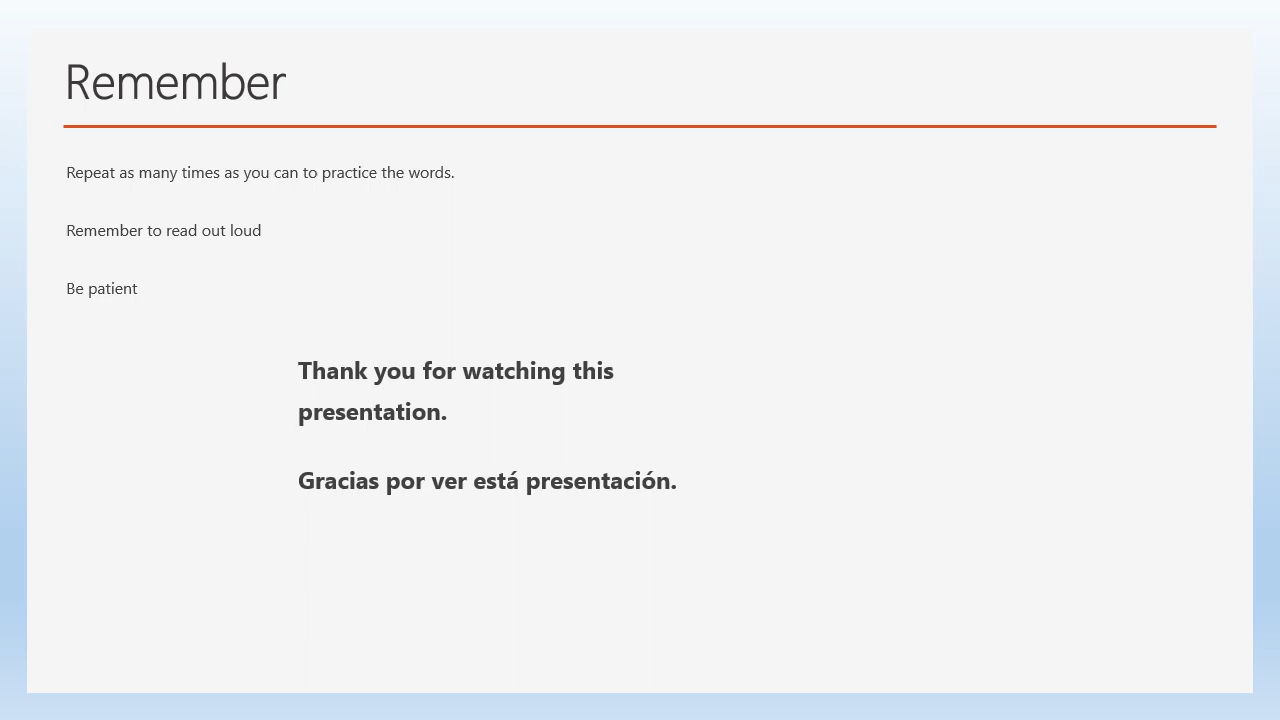 Remember
Repeat as many times as you can to practice the words.
Remember to read out loud
Be patient
Thank you for watching this
presentation.
Gracias por ver está presentación.